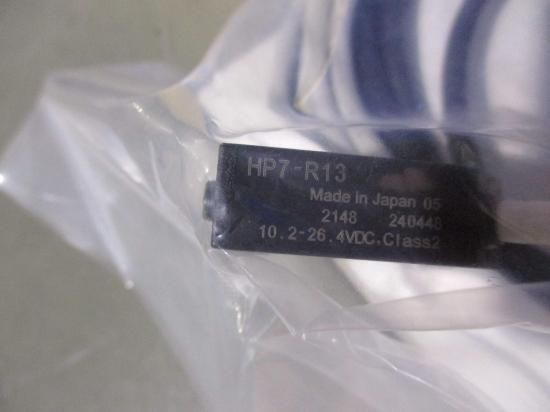 HP7-R13
Made in Japan 05
2148 240448
10.2-26.4VDC.Class2